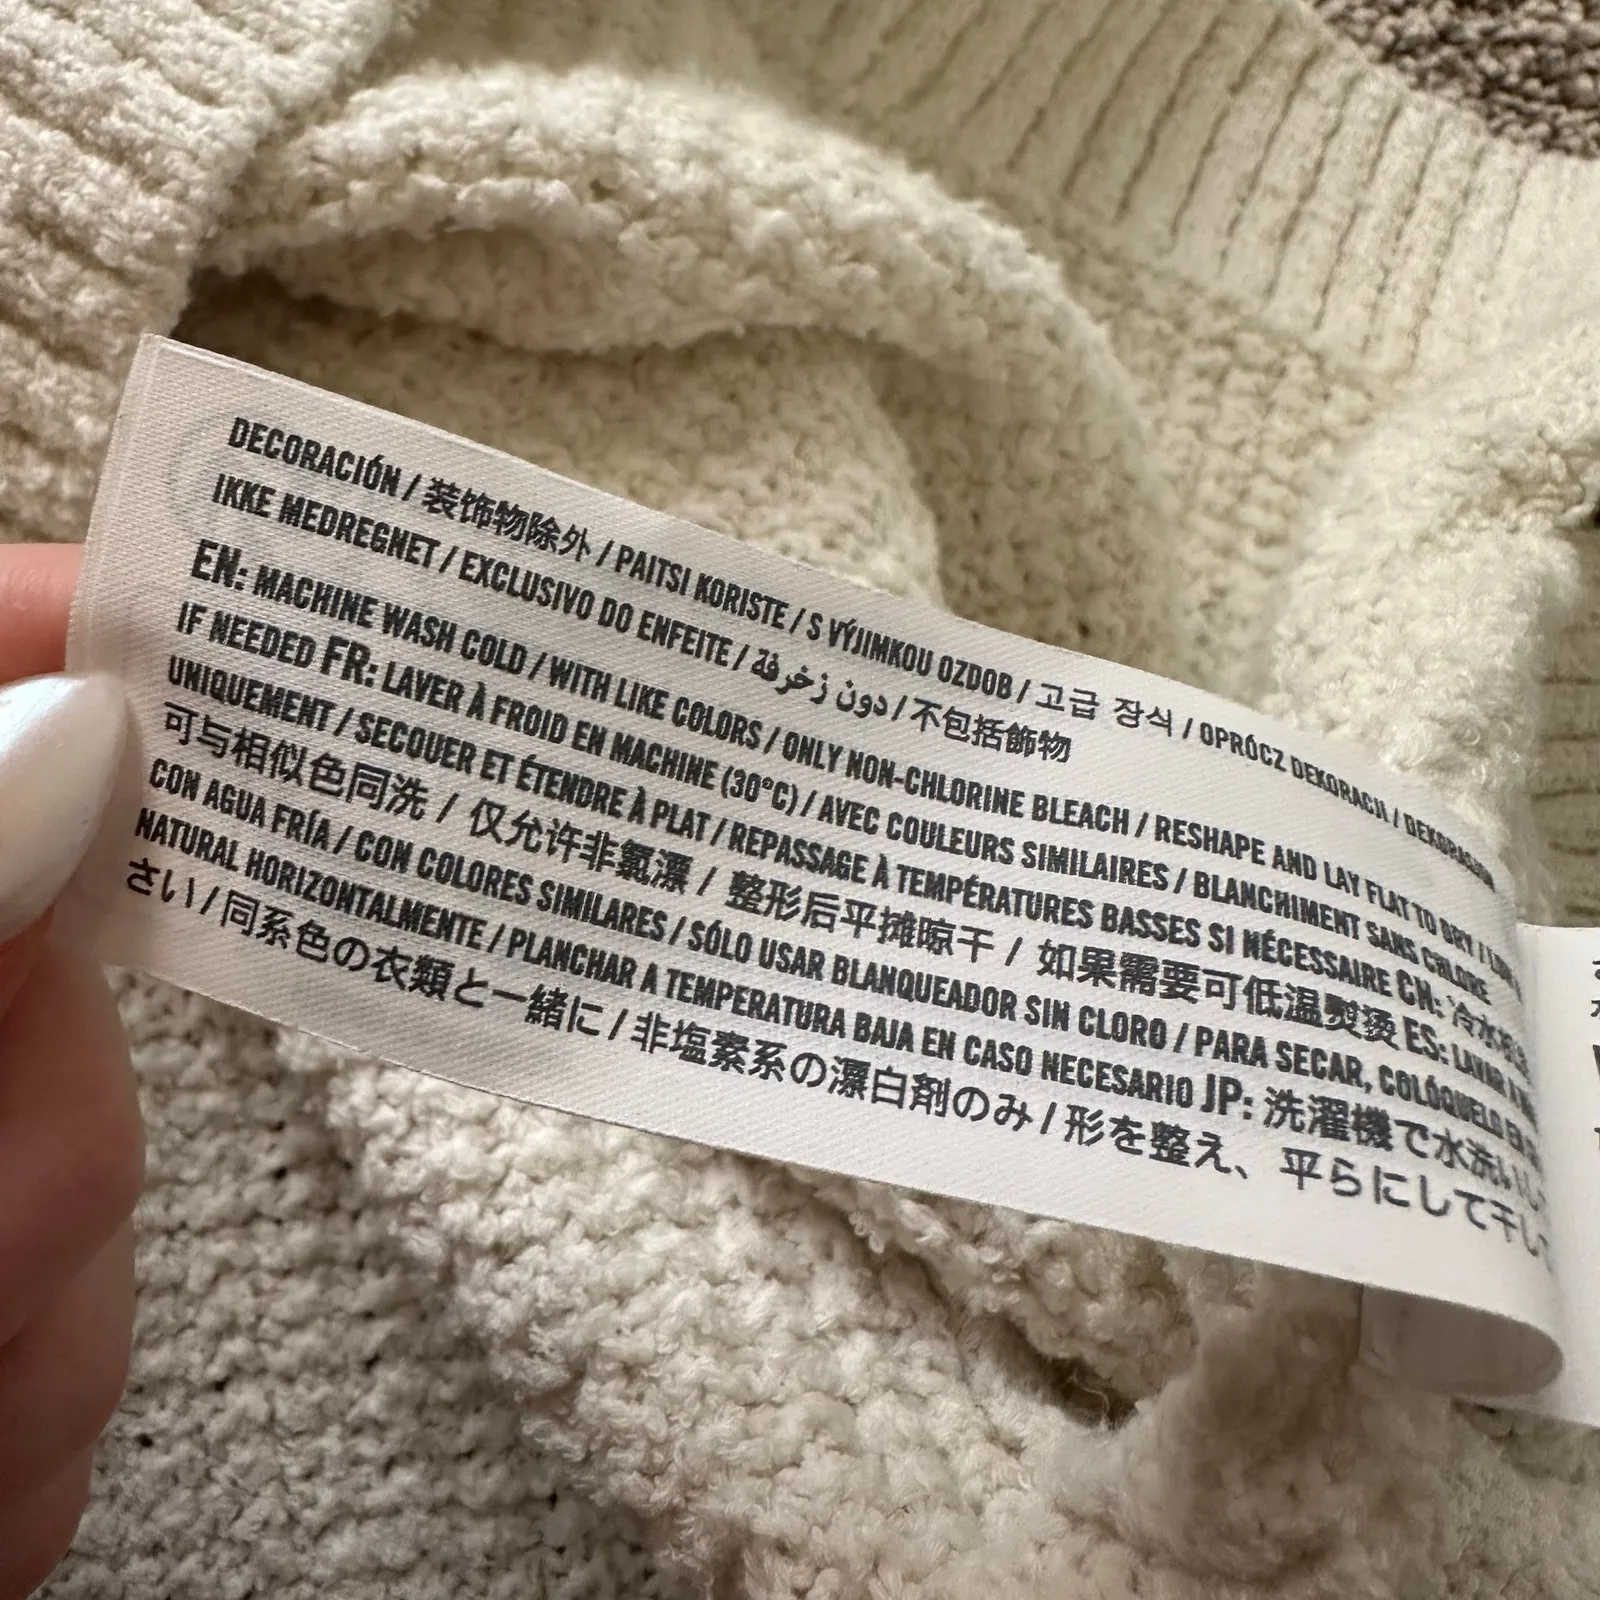 DECORACIÓN / 装饰物除外 / PAITSI KORISTE / S VÝJIMKOU OZDOB / 고급 장식 / OPRÓCZ DEKORACJI / DEKORASJON
IKKE MEDREGNET / EXCLUSIVO DO ENFEITE / دون زخرفة / 不包括飾物
EN: MACHINE WASH COLD / WITH LIKE COLORS / ONLY NON-CHLORINE BLEACH / RESHAPE AND LAY FLAT TO DRY /
IF NEEDED FR: LAVER À FROID EN MACHINE (30°C) / AVEC COULEURS SIMILAIRES / BLANCHIMENT SANS CHLORE
UNIQUEMENT / SECOUER ET ÉTENDRE À PLAT / REPASSAGE À TEMPÉRATURES BASSES SI NÉCESSAIRE CH: 冷水
可与相似色同洗 / 仅允许非氯漂 / 整形后平摊晾干 / 如果需要可低温熨烫 ES: LAVAR A
CON AGUA FRÍA / CON COLORES SIMILARES / SÓLO USAR BLANQUEADOR SIN CLORO / PARA SECAR, COLÓQUELO
NATURAL HORIZONTALMENTE / PLANCHAR A TEMPERATURA BAJA EN CASO NECESARIO JP: 洗濯機で水洗いし
さい / 同系色の衣類と一緒に / 非塩素系の漂白剤のみ / 形を整え、平らにして干し